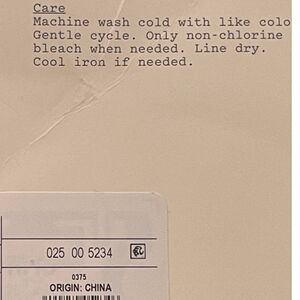 Care
Machine wash cold with like colo
Gentle cycle. Only non-chlorine
bleach when needed. Line dry.
Cool iron if needed.
025 00 5234
0375
ORIGIN: CHINA